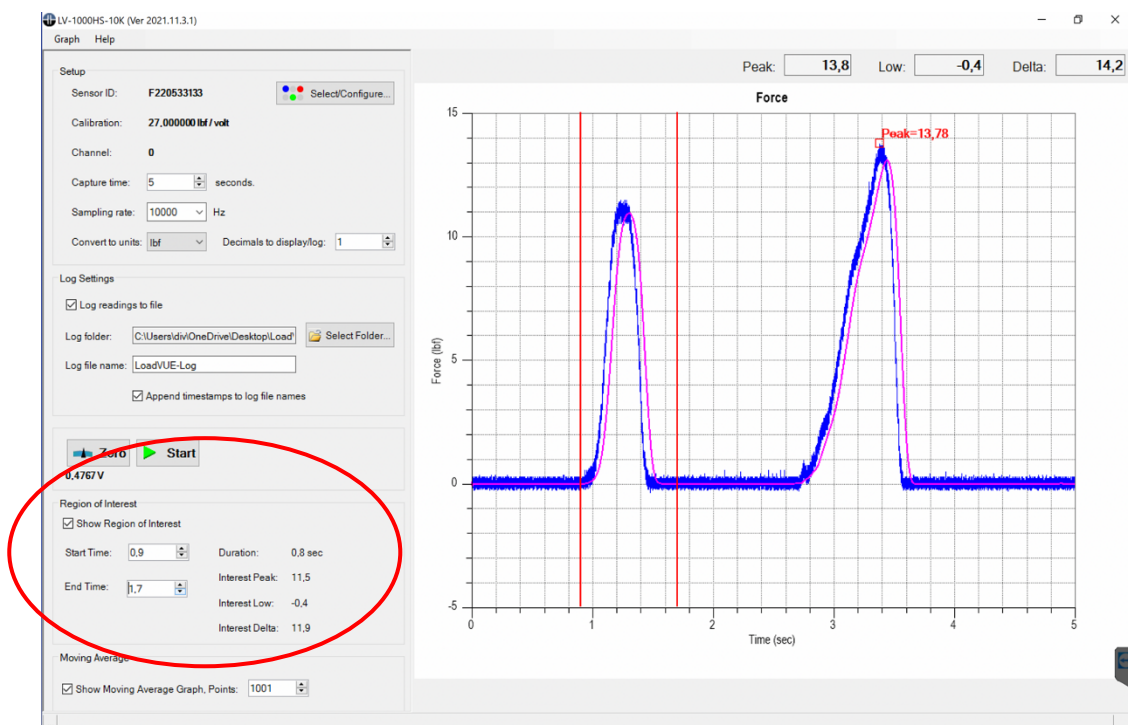 LV-1000HS-10K (Ver 2021.11.3.1)
Graph Help
Setup
Sensor ID: F220533133 Select/Configure...
Calibration: 27,000000 lbf / volt
Channel: 0
Capture time: 5 seconds.
Sampling rate: 10000 Hz
Convert to units: lbf Decimals to display/log: 1
Log Settings
Log readings to file
Log folder: C:\Users\div\OneDrive\Desktop\Load\ Select Folder...
Log file name: LoadVUE-Log
Append timestamps to log file names
Zero Start
0,4767 V
Region of Interest
Show Region of Interest
Start Time: 0,9 Duration: 0,8 sec
End Time: 1,7 Interest Peak: 11,5
Interest Low: -0,4
Interest Delta: 11,9
Moving Average
Show Moving Average Graph, Points: 1001
Peak: 13,8 Low: -0,4 Delta: 14,2
Force
Peak=13,78
15
10
5
0
-5
Force (lbf)
0 1 2 3 4 5
Time (sec)